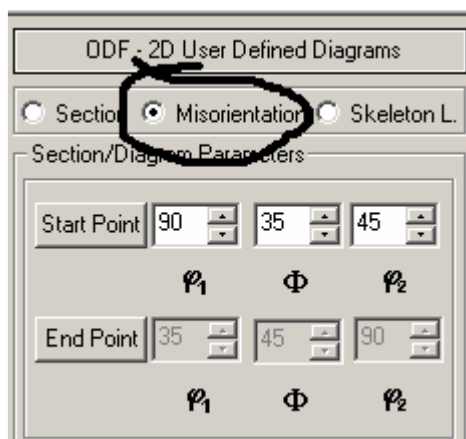 ODF - 2D User Defined Diagrams
Section Misorientation Skeleton L.
Section/Diagram Parameters
Start Point 90 35 45
φ1 Φ φ2
End Point 35 45 90
φ1 Φ φ2